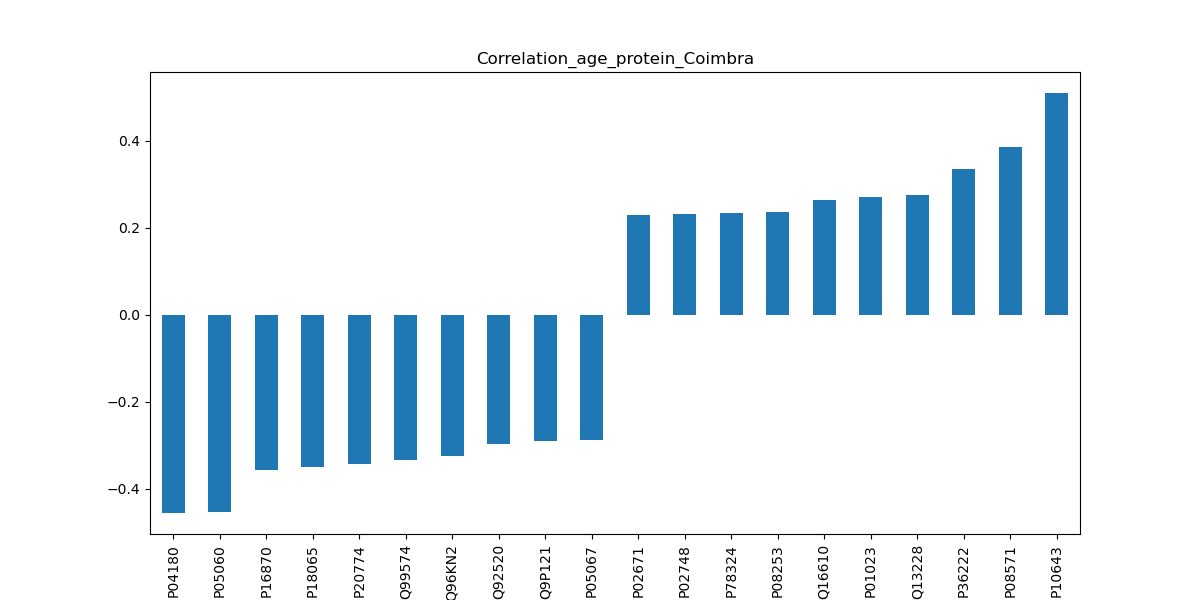 Correlation_age_protein_Coimbra
0.4
0.2
0.0
−0.2
−0.4
P04180
P05060
P16870
P18065
P20774
Q99574
Q96KN2
Q92520
Q9P121
P05067
P02671
P02748
P78324
P08253
Q16610
P01023
Q13228
P36222
P08571
P10643